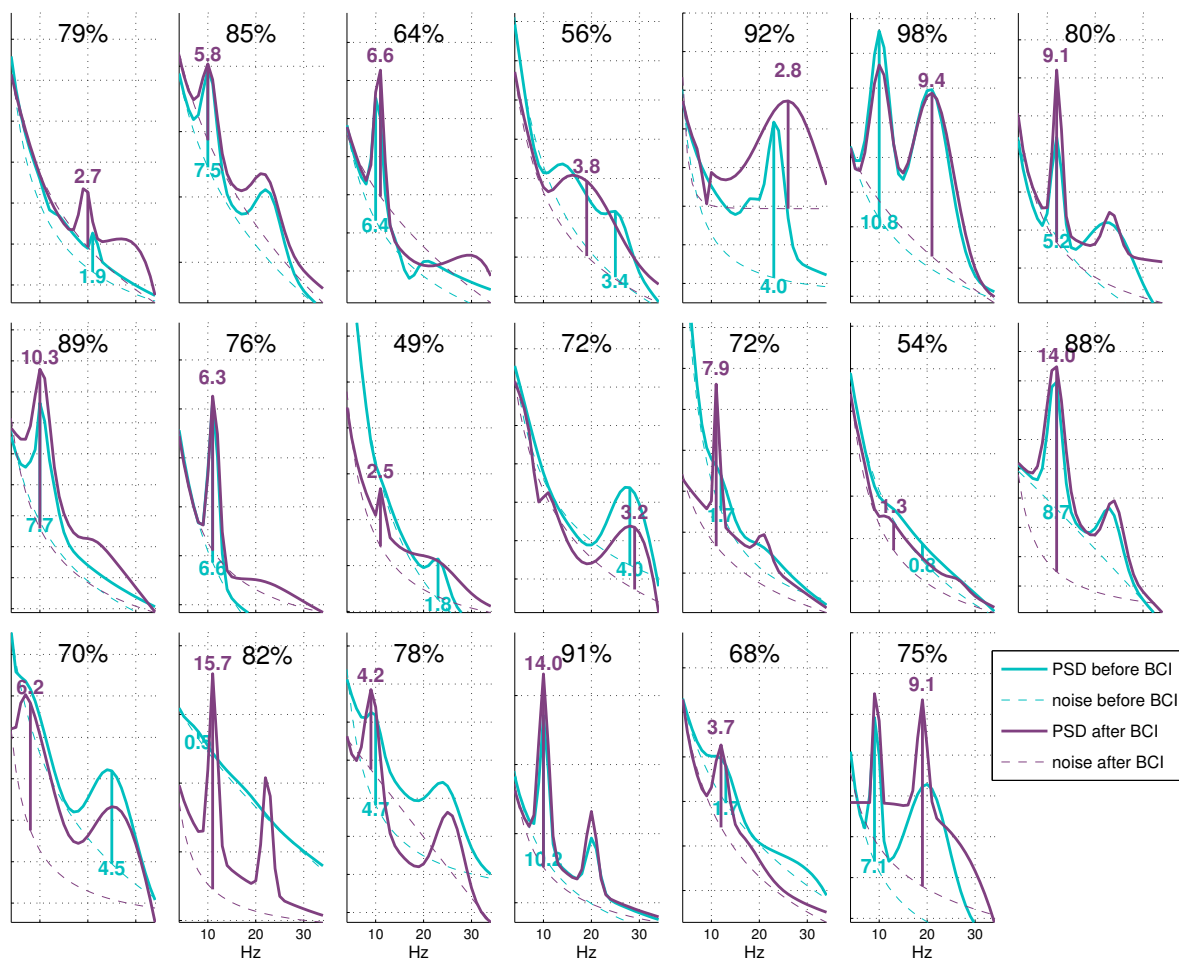 79% 85% 64% 56% 92% 98% 80%
2.7 5.8 6.6 3.8 2.8 9.4 9.1
1.9 7.5 6.4 3.4 4.0 10.8 5.2
89% 76% 49% 72% 72% 54% 88%
10.3 6.3 2.5 3.2 7.9 1.3 14.0
7.7 6.6 1.8 4.0 1.7 0.8 8.7
70% 82% 78% 91% 68% 75%
6.2 15.7 4.2 14.0 3.7 9.1
4.5 0.5 4.7 10.2 1.7 7.1
PSD before BCI
noise before BCI
PSD after BCI
noise after BCI
10 20 30 10 20 30 10 20 30 10 20 30 10 20 30
Hz Hz Hz Hz Hz